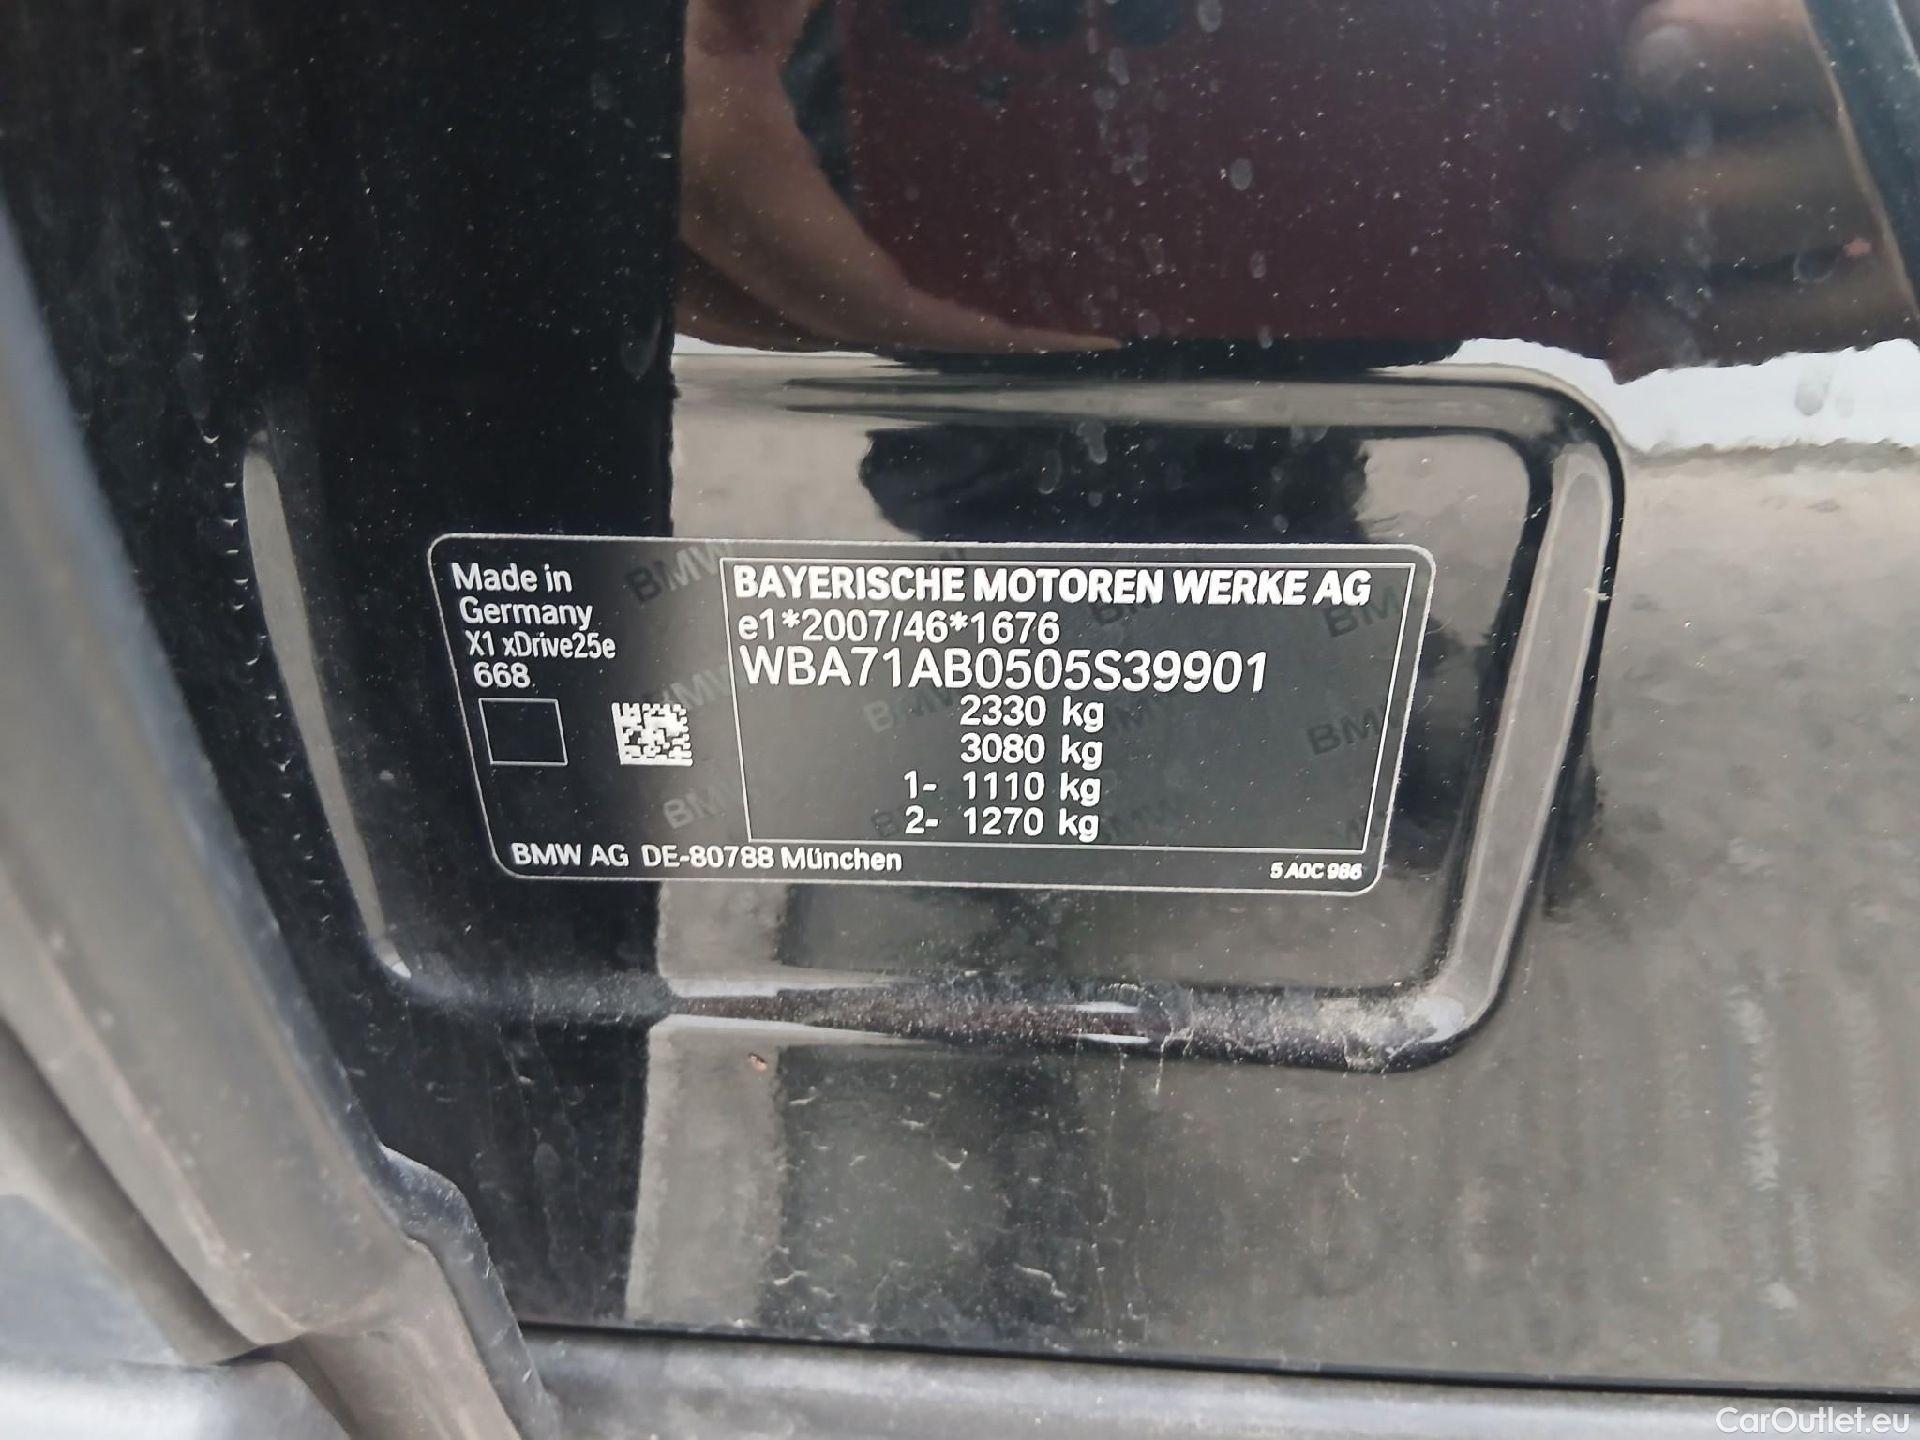 Made in
Germany
X1 xDrive25e
668
BAYERISCHE MOTOREN WERKE AG
e1*2007/46*1676
WBA71AB0505S39901
2330 kg
3080 kg
1- 1110 kg
2- 1270 kg
BMW AG DE-80788 München
5 A0C 986
CarOutlet.eu